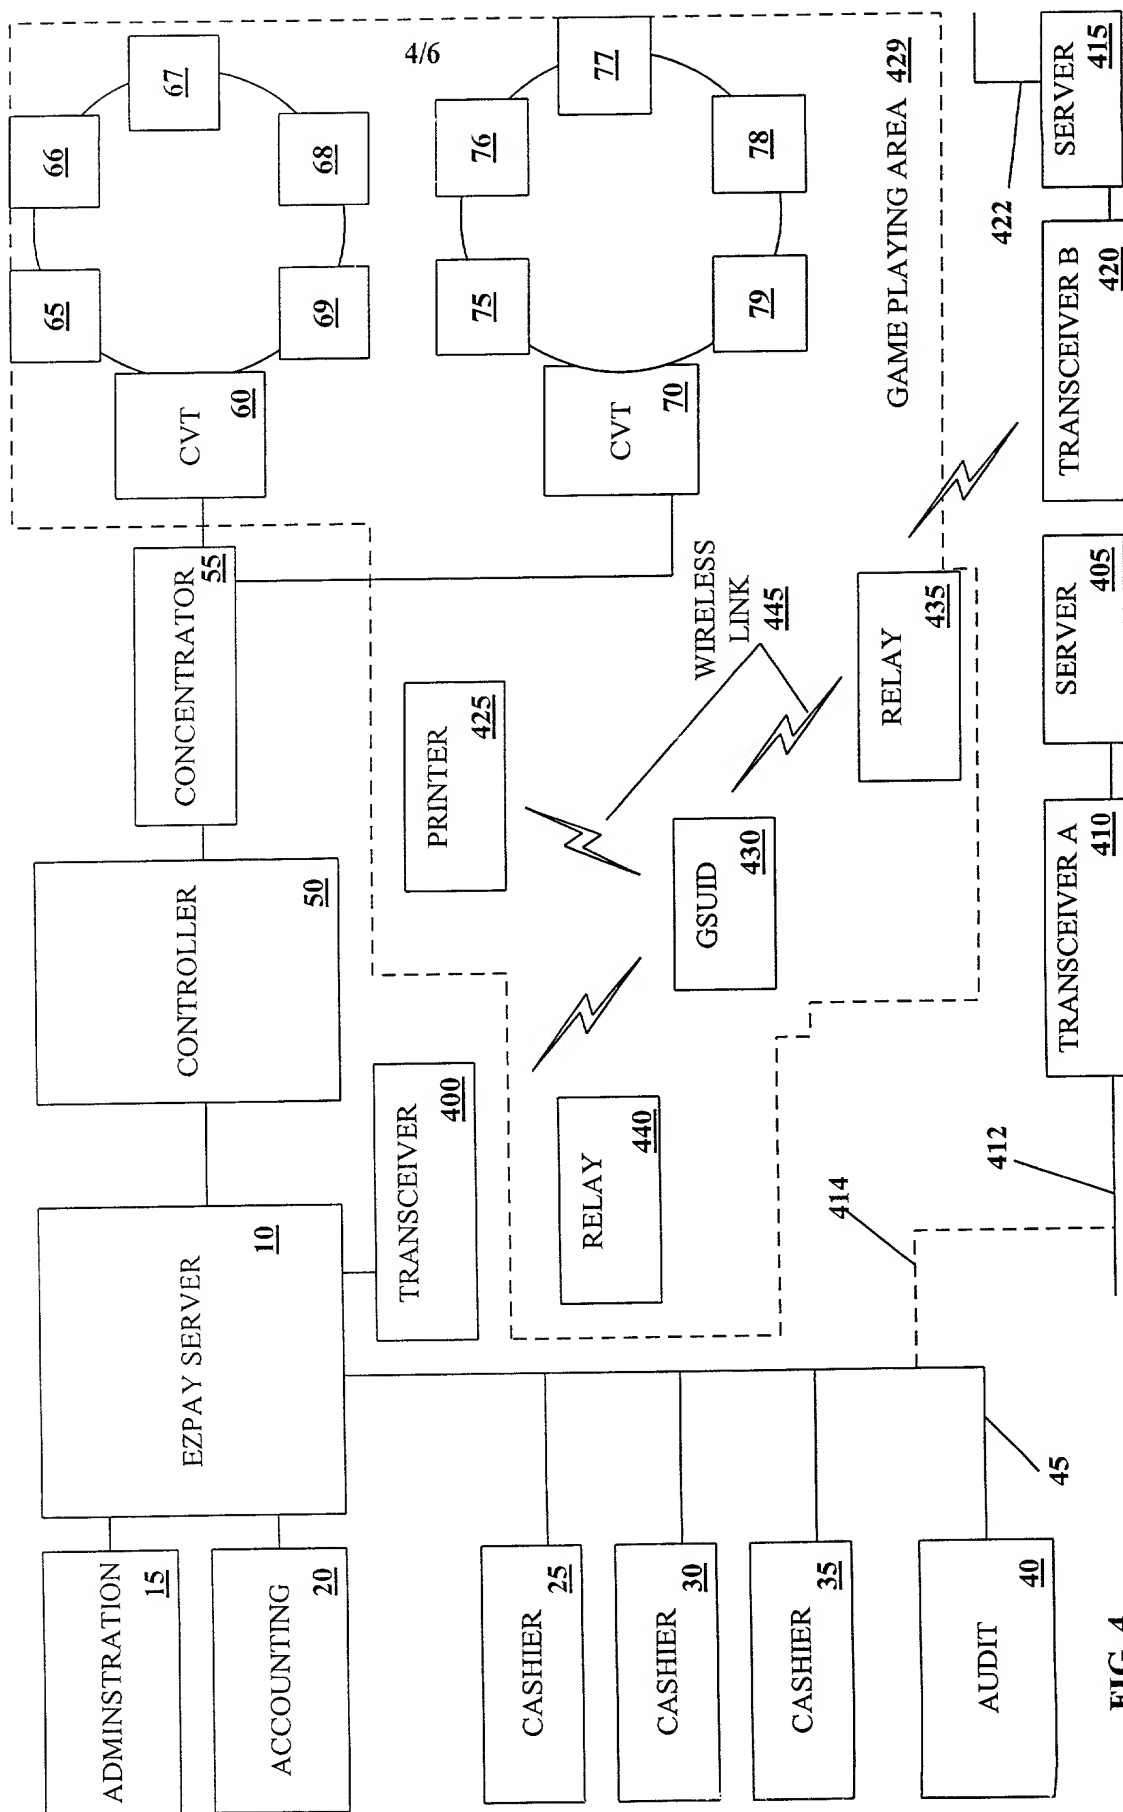 4/6
ADMINSTRATION
15
ACCOUNTING
20
EZPAY SERVER
10
CONTROLLER
50
CONCENTRATOR
55
CVT
60
65
66
67
68
69
TRANSCEIVER
400
CASHIER
25
CASHIER
30
CASHIER
35
AUDIT
40
45
RELAY
440
PRINTER
425
GSUID
430
WIRELESS
LINK
445
CVT
70
75
76
77
78
79
RELAY
435
GAME PLAYING AREA 429
414
412
422
TRANSCEIVER A
410
SERVER
405
TRANSCEIVER B
420
SERVER
415
FIG. 4